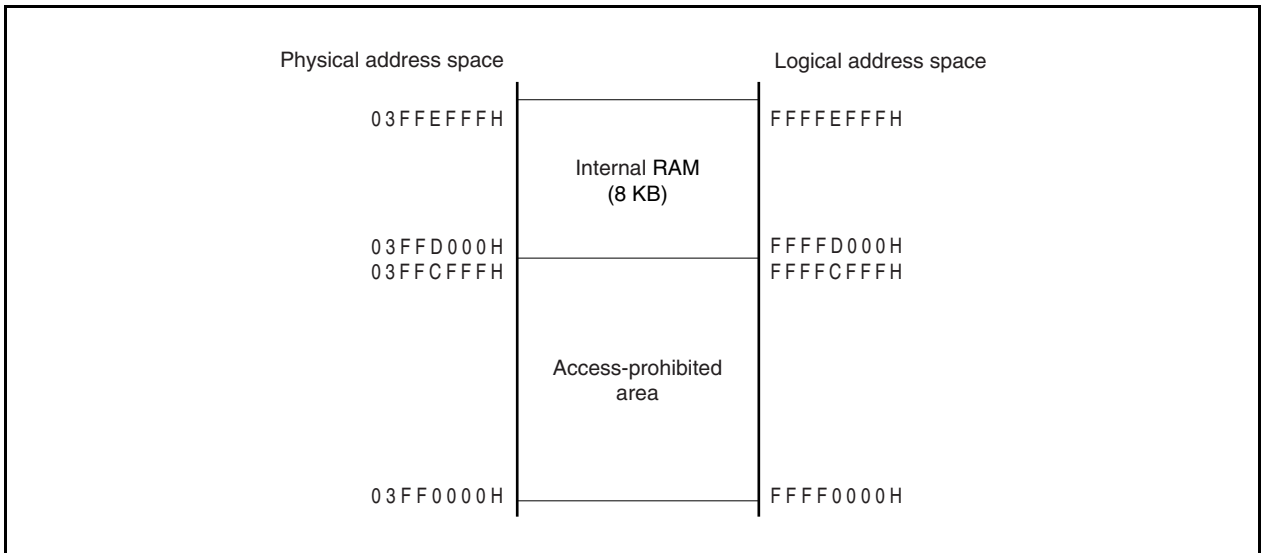 Physical address space
Logical address space
03FFEFFFH
FFFFEFFFH
Internal RAM
(8 KB)
03FFD000H
FFFFD000H
03FFCFFFH
FFFFCFFFH
Access-prohibited
area
03FF0000H
FFFF0000H